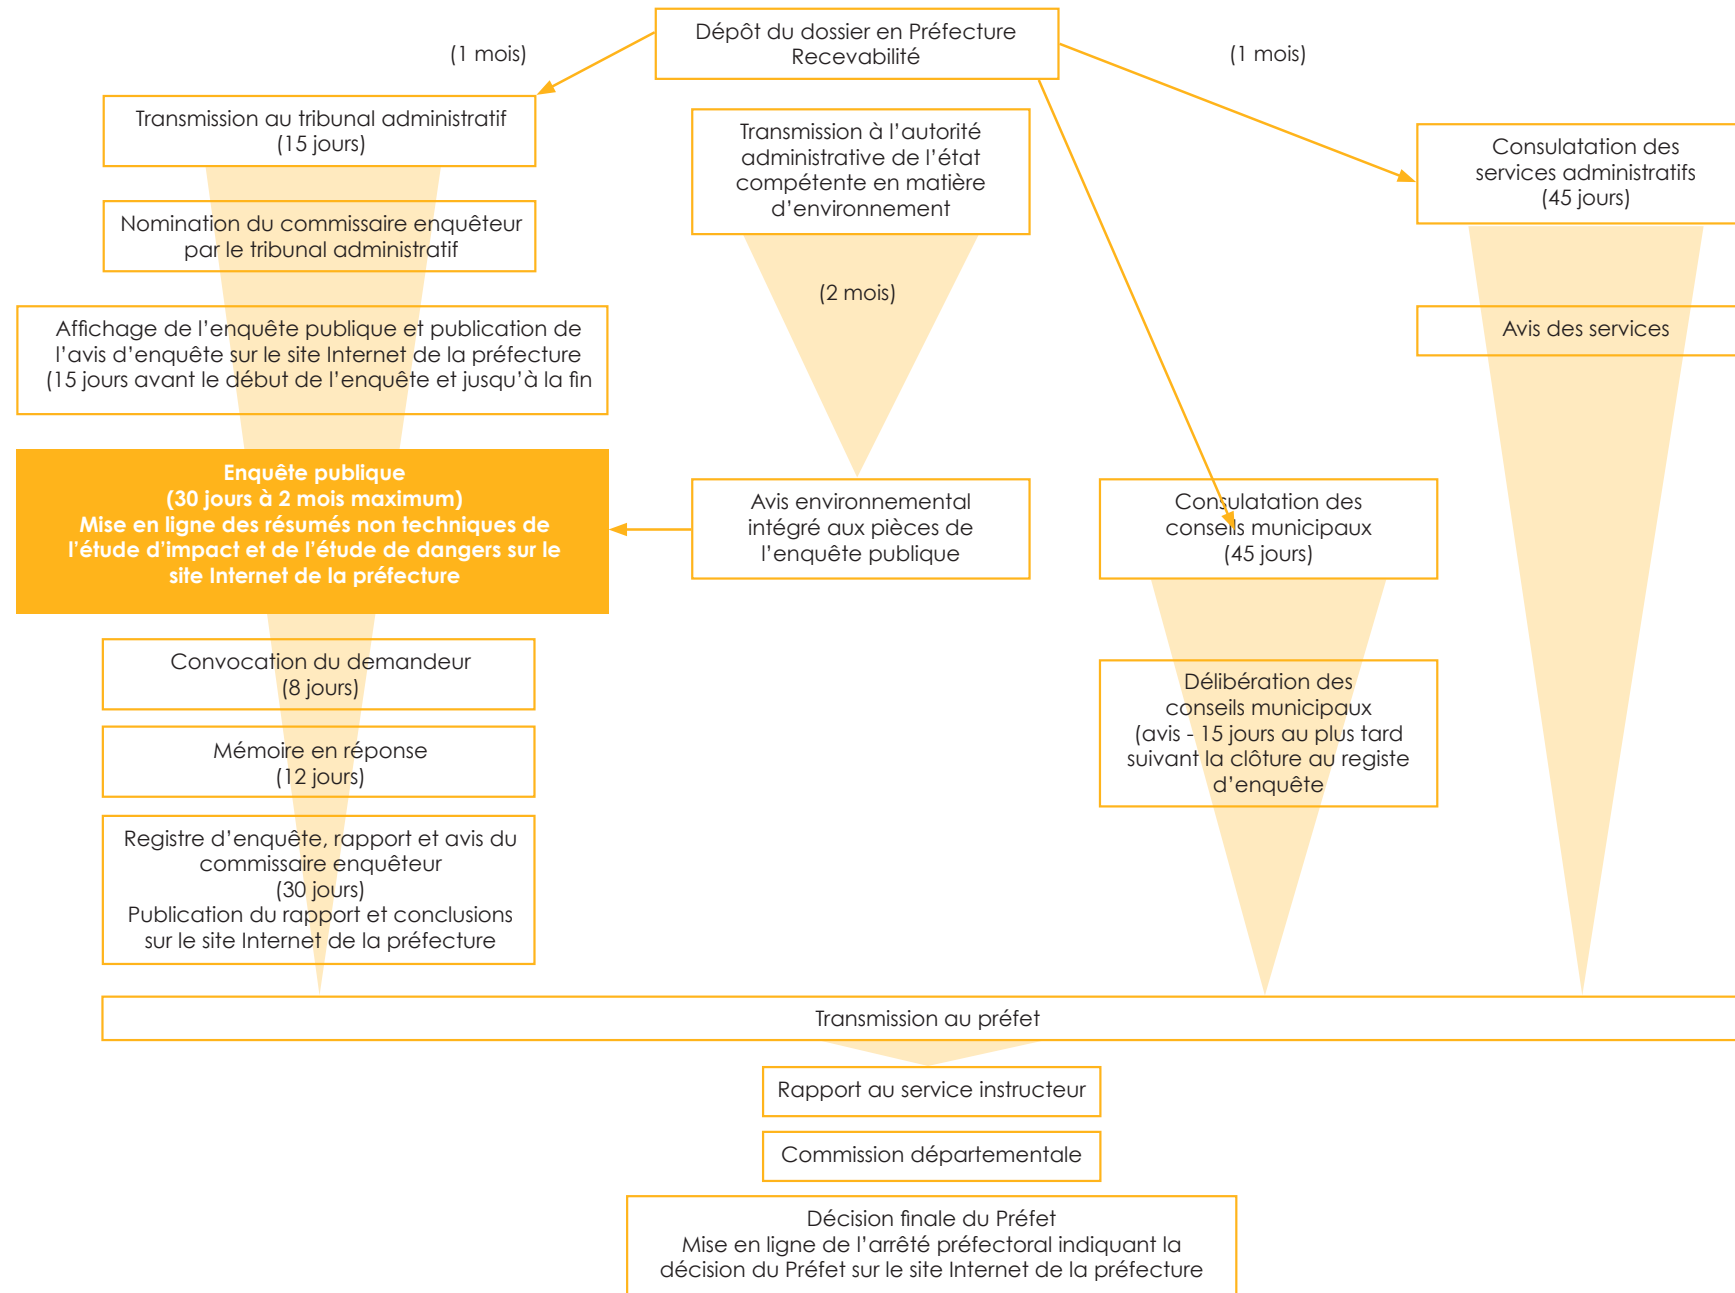 Dépôt du dossier en Préfecture
Recevabilité
(1 mois)
(1 mois)
Transmission au tribunal administratif
(15 jours)
Nomination du commissaire enquêteur
par le tribunal administratif
Affichage de l'enquête publique et publication de
l'avis d'enquête sur le site Internet de la préfecture
(15 jours avant le début de l'enquête et jusqu'à la fin
Enquête publique
(30 jours à 2 mois maximum)
Mise en ligne des résumés non techniques de
l'étude d'impact et de l'étude de dangers sur le
site Internet de la préfecture
Convocation du demandeur
(8 jours)
Mémoire en réponse
(12 jours)
Registre d'enquête, rapport et avis du
commissaire enquêteur
(30 jours)
Publication du rapport et conclusions
sur le site Internet de la préfecture
Transmission à l'autorité
administrative de l'état
compétente en matière
d'environnement
(2 mois)
Avis environnemental
intégré aux pièces de
l'enquête publique
Consulatation des
conseils municipaux
(45 jours)
Délibération des
conseils municipaux
(avis - 15 jours au plus tard
suivant la clôture au registe
d'enquête
Consulatation des
services administratifs
(45 jours)
Avis des services
Transmission au préfet
Rapport au service instructeur
Commission départementale
Décision finale du Préfet
Mise en ligne de l'arrêté préfectoral indiquant la
décision du Préfet sur le site Internet de la préfecture